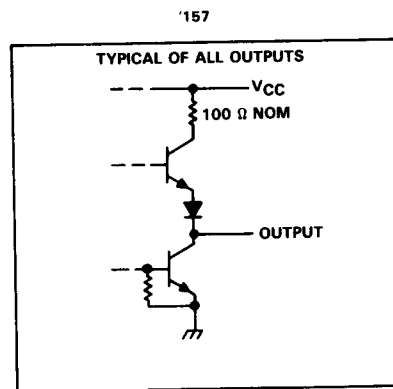 '157
TYPICAL OF ALL OUTPUTS
VCC
100 Ω NOM
OUTPUT